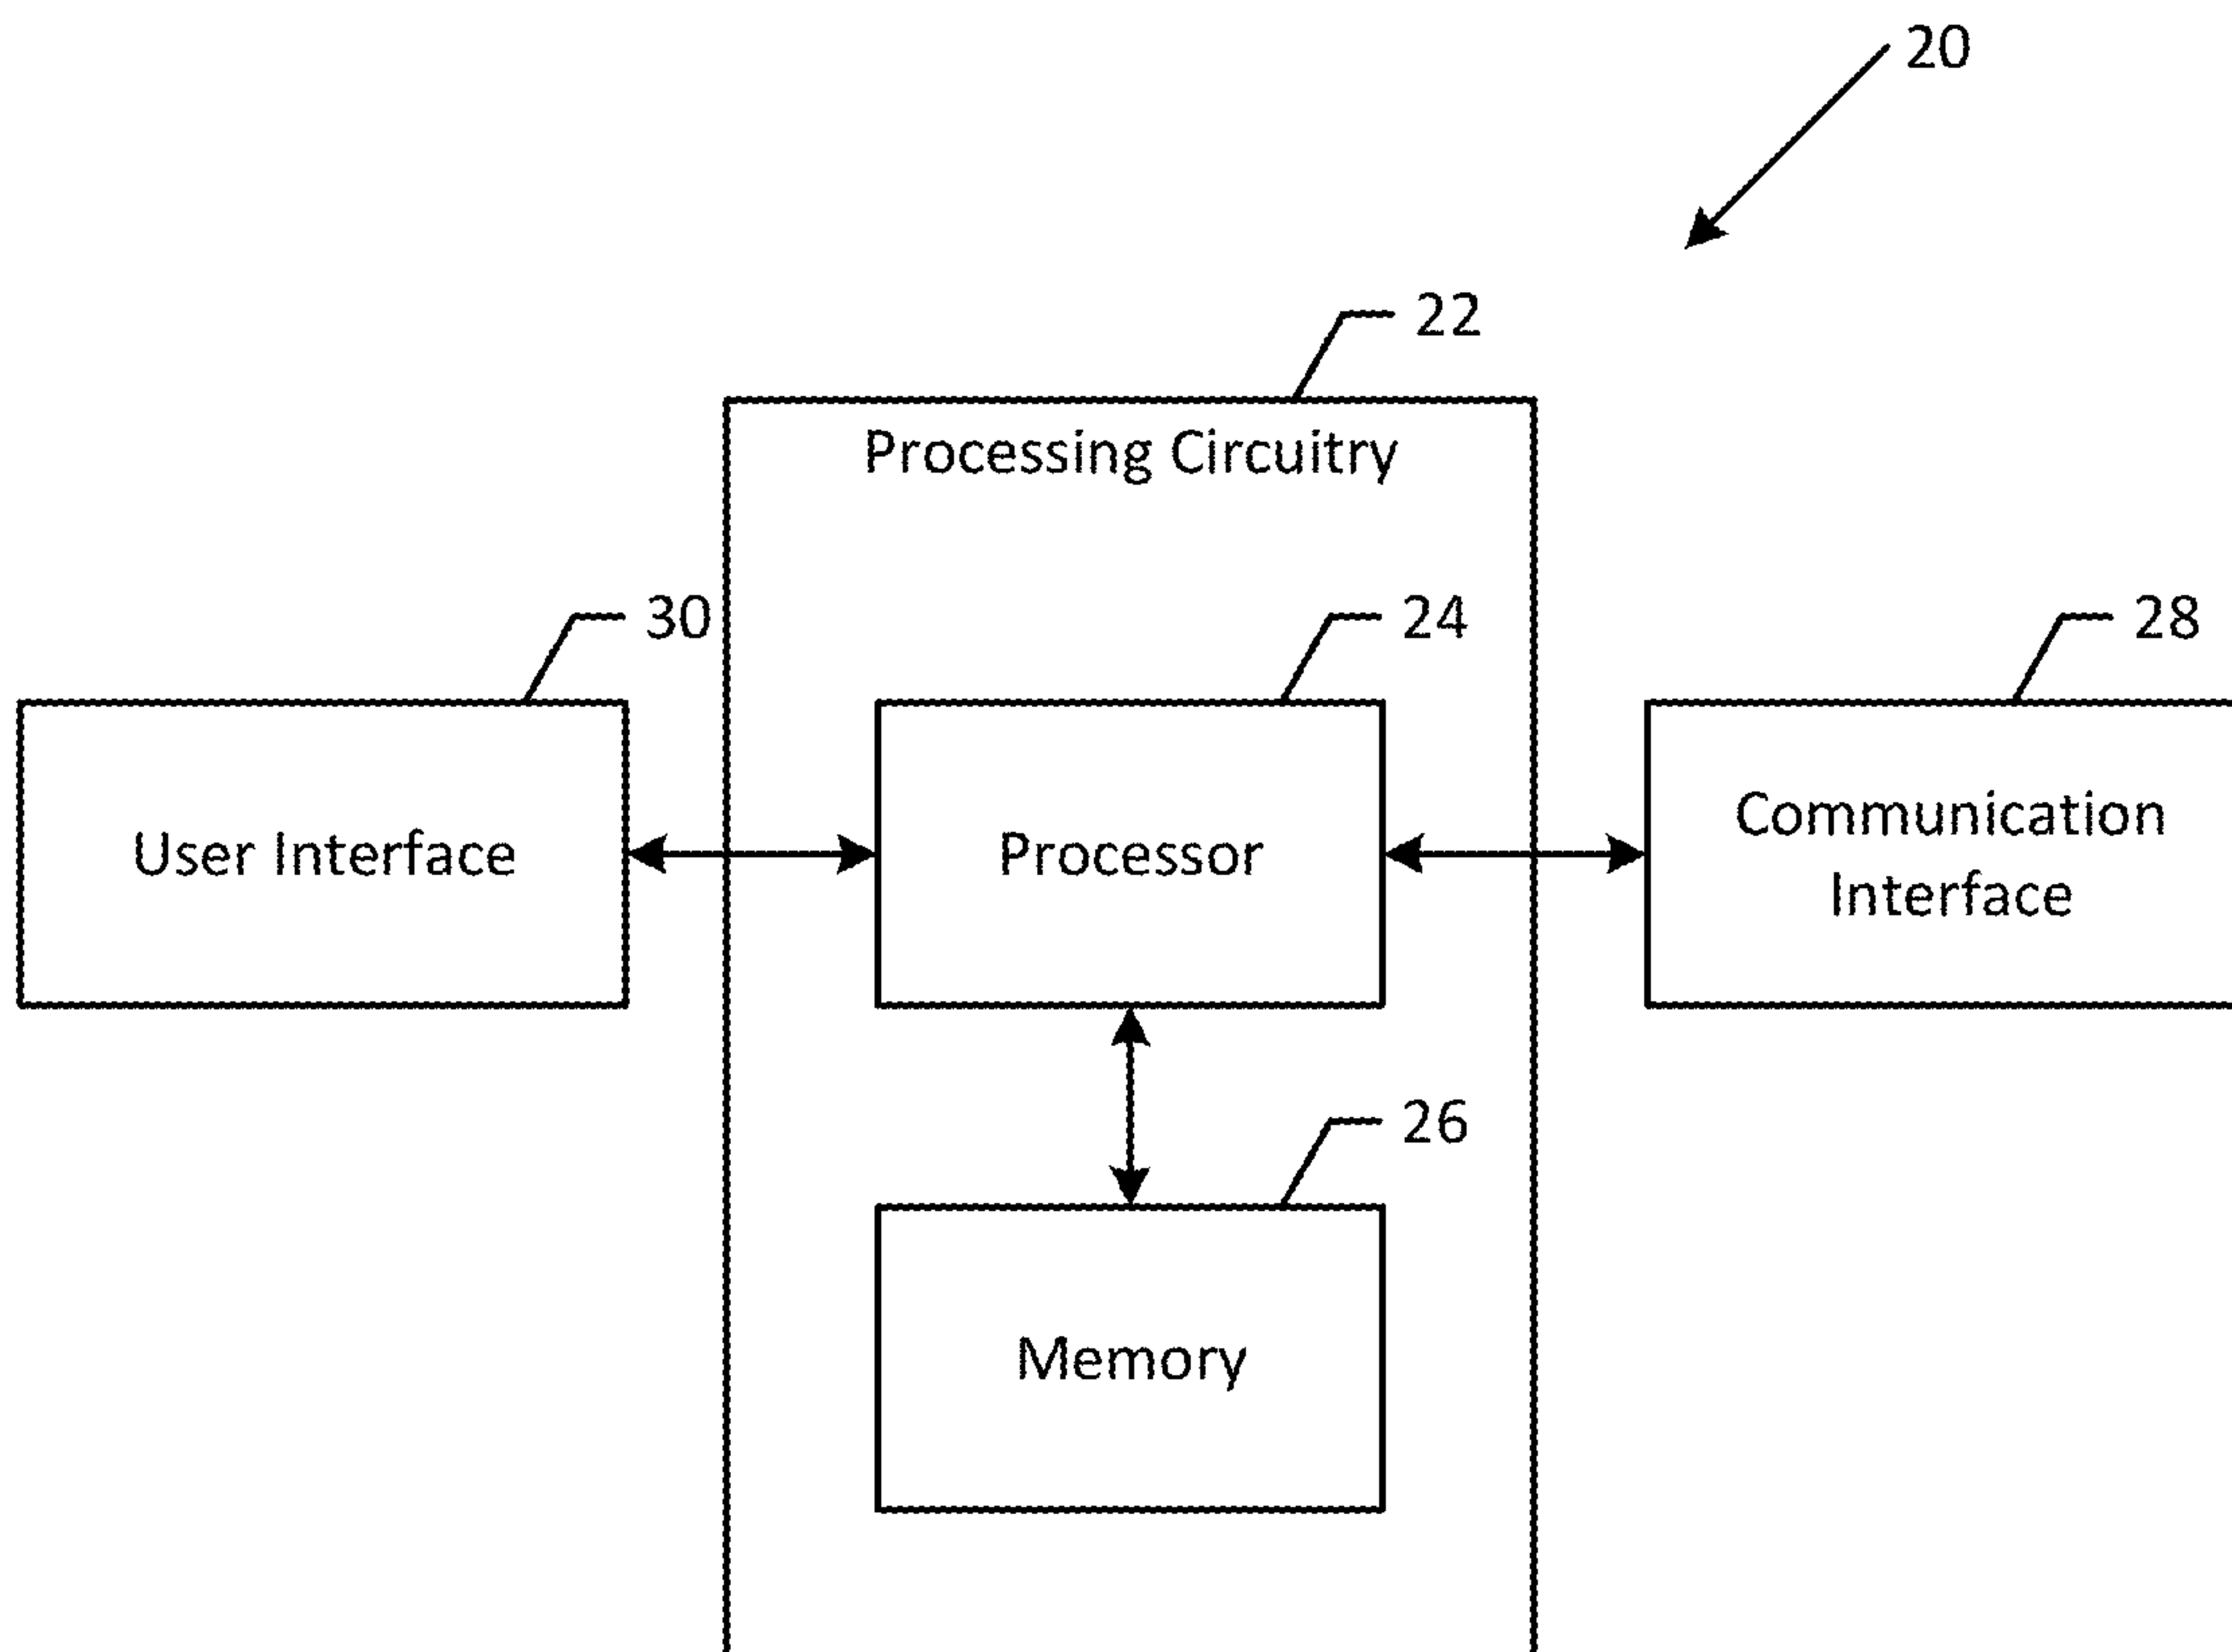 20
22
Processing Circuitry
30
24
28
User Interface
Processor
Communication
Interface
26
Memory